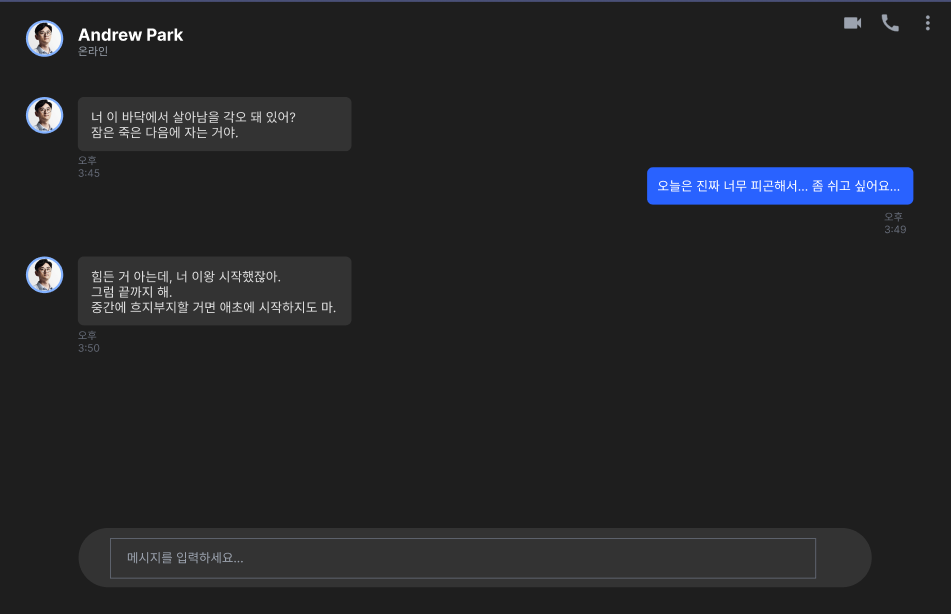 Andrew Park
온라인
너 이 바닥에서 살아남을 각오 돼 있어?
잠은 죽은 다음에 자는 거야.
오후
3:45
오늘은 진짜 너무 피곤해서... 좀 쉬고 싶어요...
오후
3:49
힘든 거 아는데, 너 이왕 시작했잖아.
그럼 끝까지 해.
중간에 흐지부지할 거면 애초에 시작하지도 마.
오후
3:50
메시지를 입력하세요...